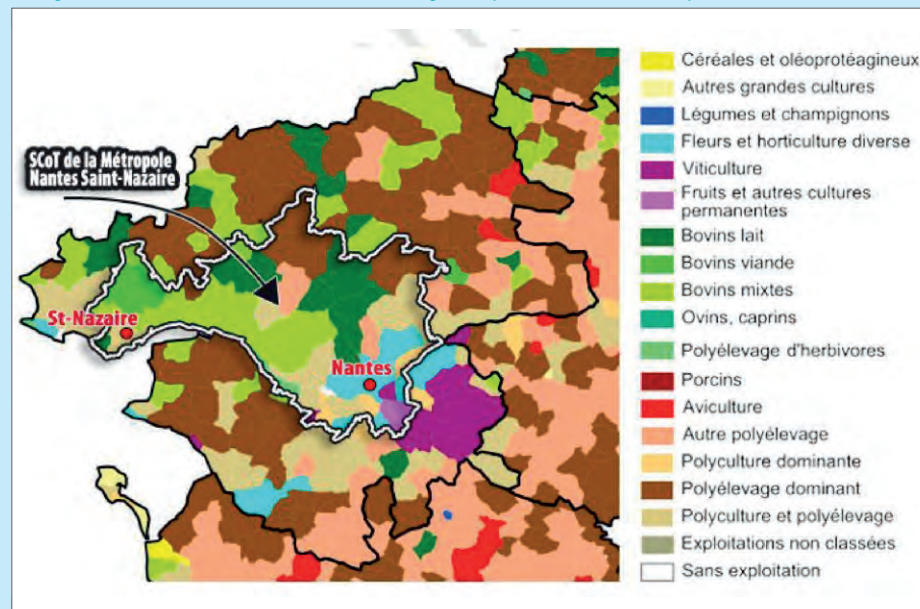 SCoT de la Métropole
Nantes Saint-Nazaire
St-Nazaire
Nantes
Céréales et oléoprotéagineux
Autres grandes cultures
Légumes et champignons
Fleurs et horticulture diverse
Viticulture
Fruits et autres cultures
permanentes
Bovins lait
Bovins viande
Bovins mixtes
Ovins, caprins
Polyélevage d'herbivores
Porcins
Aviculture
Autre polyélevage
Polyculture dominante
Polyélevage dominant
Polyculture et polyélevage
Exploitations non classées
Sans exploitation